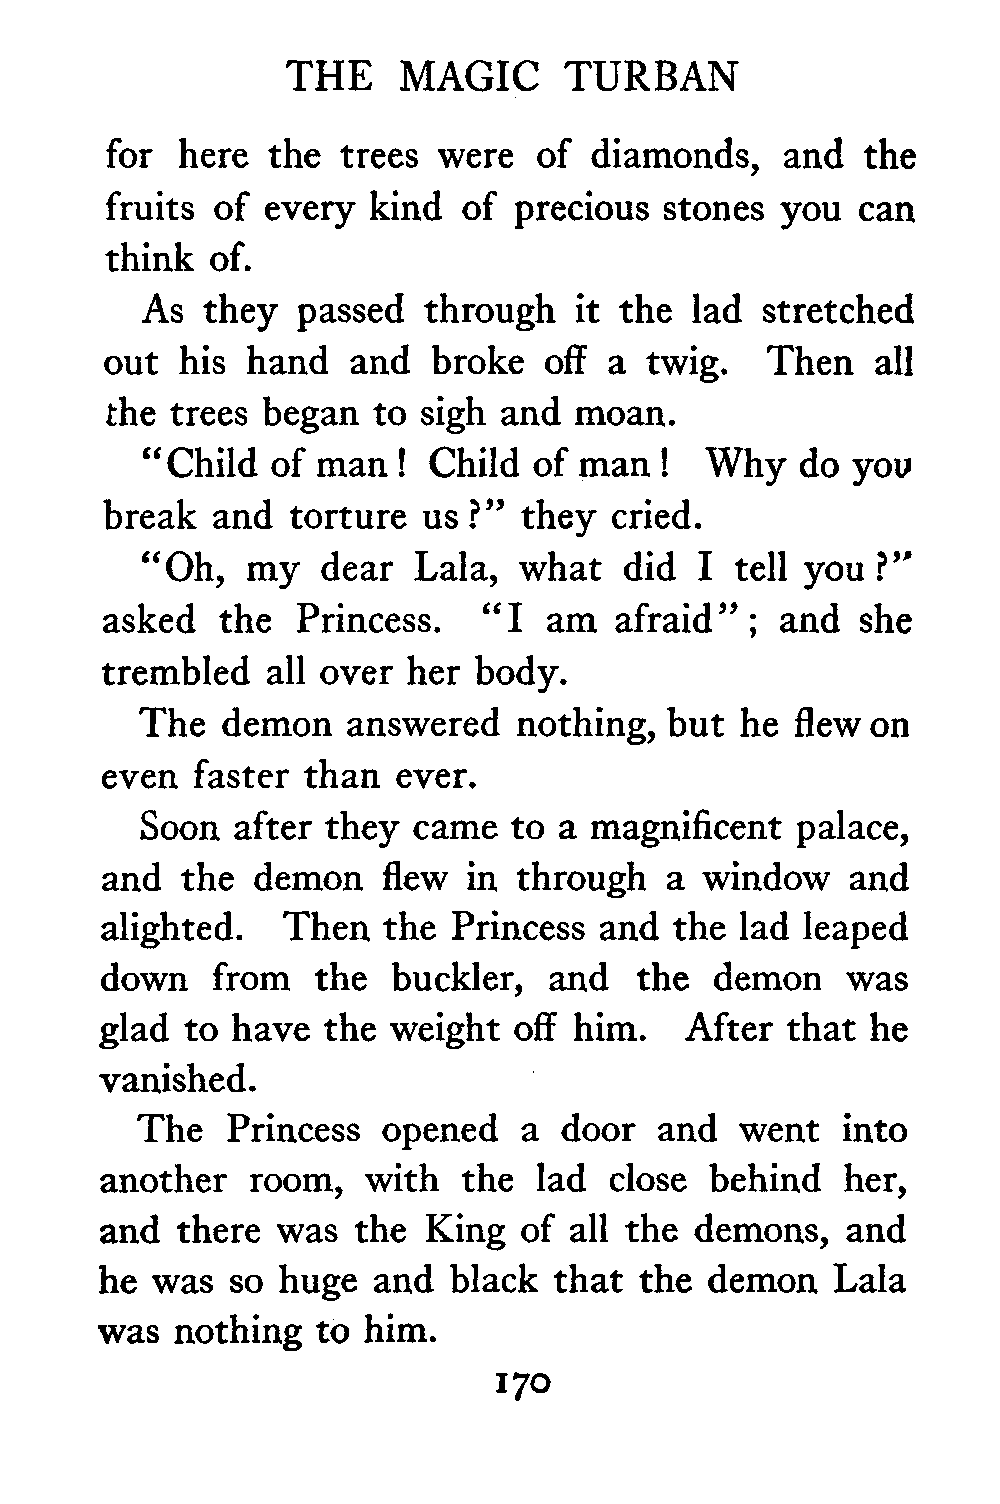 THE MAGIC TURBAN
for here the trees were of diamonds, and the
fruits of every kind of precious stones you can
think of.
As they passed through it the lad stretched
out his hand and broke off a twig. Then all
the trees began to sigh and moan.
“Child of man! Child of man! Why do you
break and torture us?” they cried.
“Oh, my dear Lala, what did I tell you?”
asked the Princess. “I am afraid”; and she
trembled all over her body.
The demon answered nothing, but he flew on
even faster than ever.
Soon after they came to a magnificent palace,
and the demon flew in through a window and
alighted. Then the Princess and the lad leaped
down from the buckler, and the demon was
glad to have the weight off him. After that he
vanished.
The Princess opened a door and went into
another room, with the lad close behind her,
and there was the King of all the demons, and
he was so huge and black that the demon Lala
was nothing to him.
170